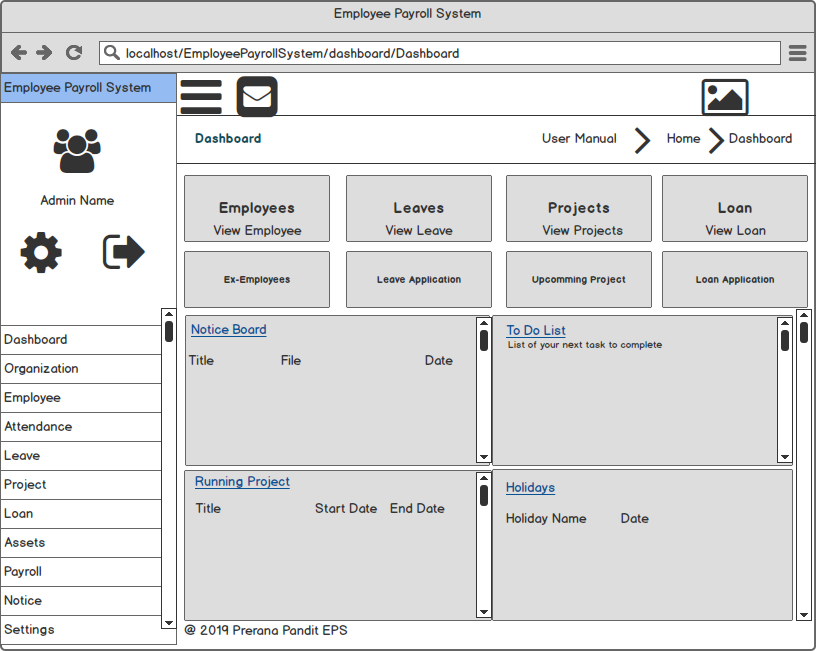 Employee Payroll System
localhost/EmployeePayrollSystem/dashboard/Dashboard
Employee Payroll System
Admin Name
Dashboard
Organization
Employee
Attendance
Leave
Project
Loan
Assets
Payroll
Notice
Settings
Dashboard
User Manual Home Dashboard
Employees
View Employee
Leaves
View Leave
Projects
View Projects
Loan
View Loan
Ex-Employees
Leave Application
Upcomming Project
Loan Application
Notice Board
Title File Date
To Do List
List of your next task to complete
Running Project
Title Start Date End Date
Holidays
Holiday Name Date
@ 2019 Prerana Pandit EPS